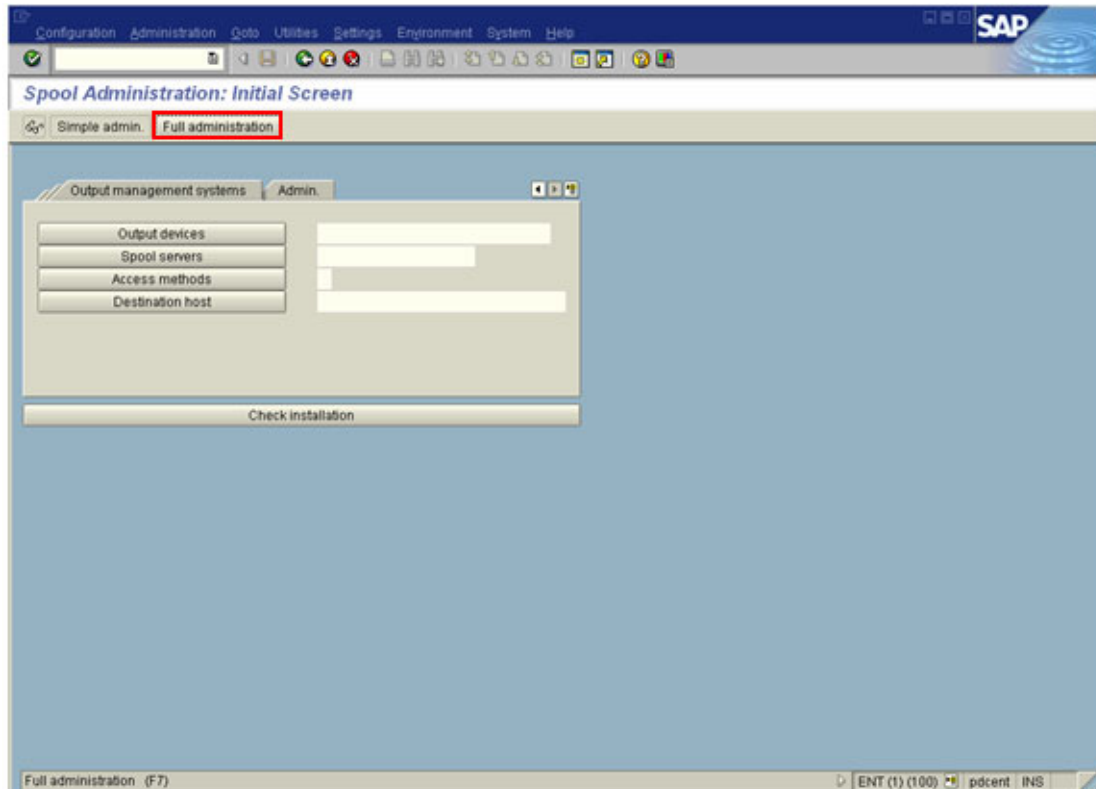 Configuration Administration Goto Utilities Settings Environment System Help
SAP
Spool Administration: Initial Screen
Simple admin. Full administration
Output management systems Admin.
Output devices
Spool servers
Access methods
Destination host
Check installation
Full administration (F7) ENT (1) (100) pdcent INS